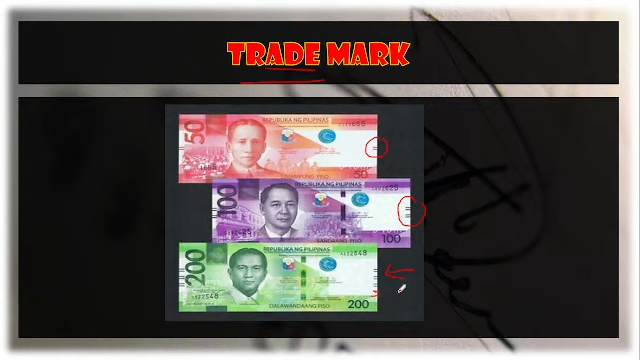 TRADE MARK
REPUBLIKA NG PILIPINAS
50
50
REPUBLIKA NG PILIPINAS
100
SANDAANG PISO
100
REPUBLIKA NG PILIPINAS
200
DALAWANDAANG PISO
200